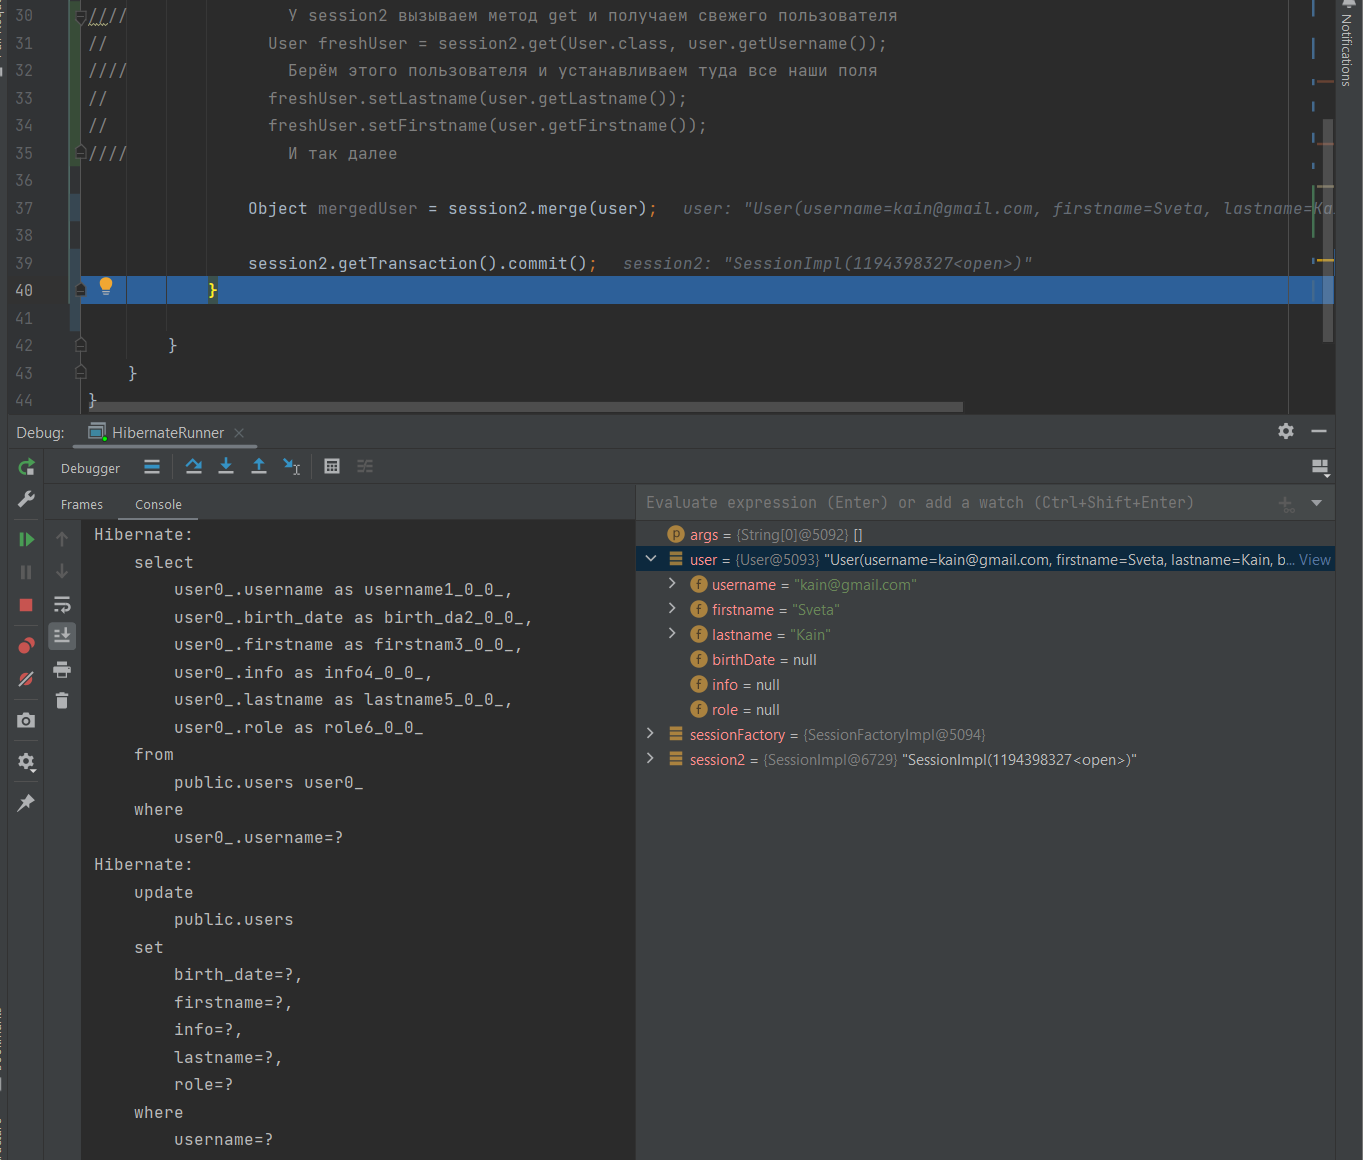 30 //// У session2 вызываем метод get и получаем свежего пользователя
31 // User freshUser = session2.get(User.class, user.getUsername());
32 //// Берём этого пользователя и устанавливаем туда все наши поля
33 // freshUser.setLastname(user.getLastname());
34 // freshUser.setFirstname(user.getFirstname());
35 //// И так далее
36
37 Object mergedUser = session2.merge(user); user: "User(username=kain@gmail.com, firstname=Sveta, lastname=Ka
38
39 session2.getTransaction().commit(); session2: "SessionImpl(1194398327<open>)"
40 }
41
42 }
43 }
44 }
Notifications
Debug: HibernateRunner
Debugger
Frames Console
Evaluate expression (Enter) or add a watch (Ctrl+Shift+Enter)
Hibernate:
select
user0_.username as username1_0_0_,
user0_.birth_date as birth_da2_0_0_,
user0_.firstname as firstnam3_0_0_,
user0_.info as info4_0_0_,
user0_.lastname as lastname5_0_0_,
user0_.role as role6_0_0_
from
public.users user0_
where
user0_.username=?
Hibernate:
update
public.users
set
birth_date=?,
firstname=?,
info=?,
lastname=?,
role=?
where
username=?
p args = {String[0]@5092} []
user = {User@5093} "User(username=kain@gmail.com, firstname=Sveta, lastname=Kain, b... View
f username = "kain@gmail.com"
f firstname = "Sveta"
f lastname = "Kain"
f birthDate = null
f info = null
f role = null
sessionFactory = {SessionFactoryImpl@5094}
session2 = {SessionImpl@6729} "SessionImpl(1194398327<open>)"